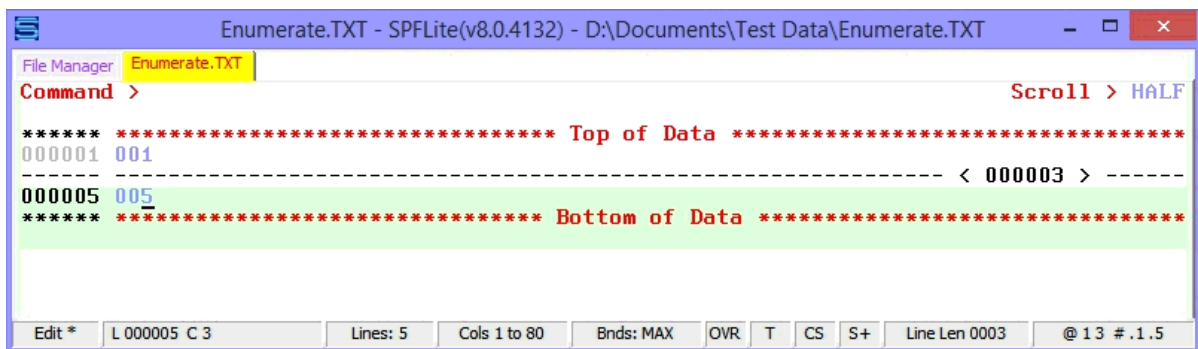 Enumerate.TXT - SPFLite(v8.0.4132) - D:\Documents\Test Data\Enumerate.TXT
File Manager Enumerate.TXT
Command > Scroll > HALF
****** ********************************* Top of Data **********************************
000001 001
------ -------------------------------------------------------------- < 000003 > ------
000005 005
****** ******************************** Bottom of Data ********************************
Edit * L 000005 C 3 Lines: 5 Cols 1 to 80 Bnds: MAX OVR T CS S+ Line Len 0003 @ 1 3 # . 1 . 5